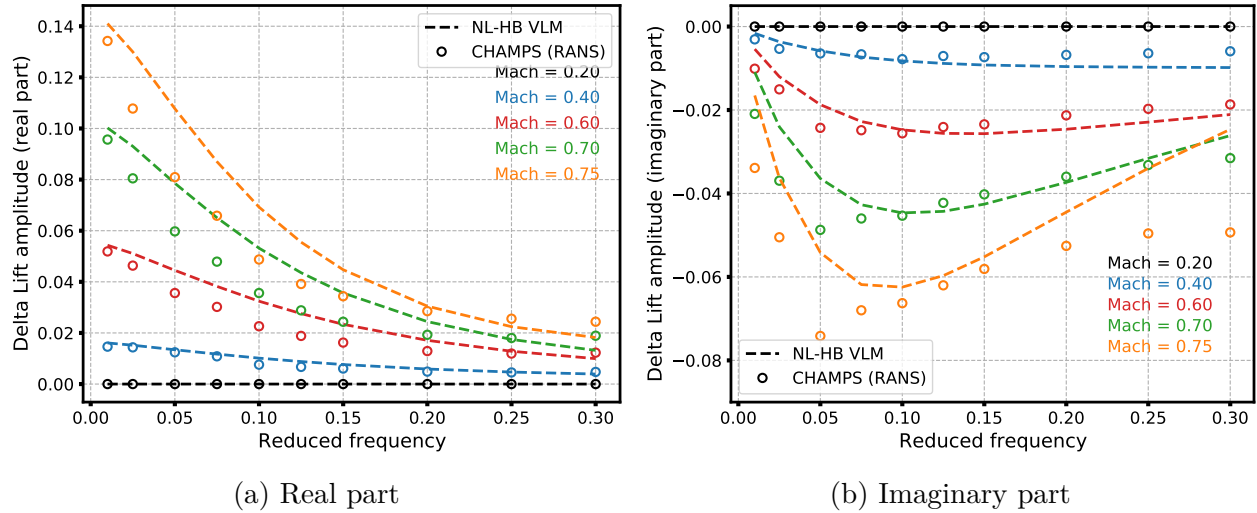 0.14
0.12
0.10
0.08
0.06
0.04
0.02
0.00
Delta Lift amplitude (real part)
NL-HB VLM
CHAMPS (RANS)
Mach = 0.20
Mach = 0.40
Mach = 0.60
Mach = 0.70
Mach = 0.75
0.00 0.05 0.10 0.15 0.20 0.25 0.30
Reduced frequency
(a) Real part
0.00
−0.02
−0.04
−0.06
−0.08
Delta Lift amplitude (imaginary part)
Mach = 0.20
Mach = 0.40
Mach = 0.60
Mach = 0.70
Mach = 0.75
NL-HB VLM
CHAMPS (RANS)
0.00 0.05 0.10 0.15 0.20 0.25 0.30
Reduced frequency
(b) Imaginary part